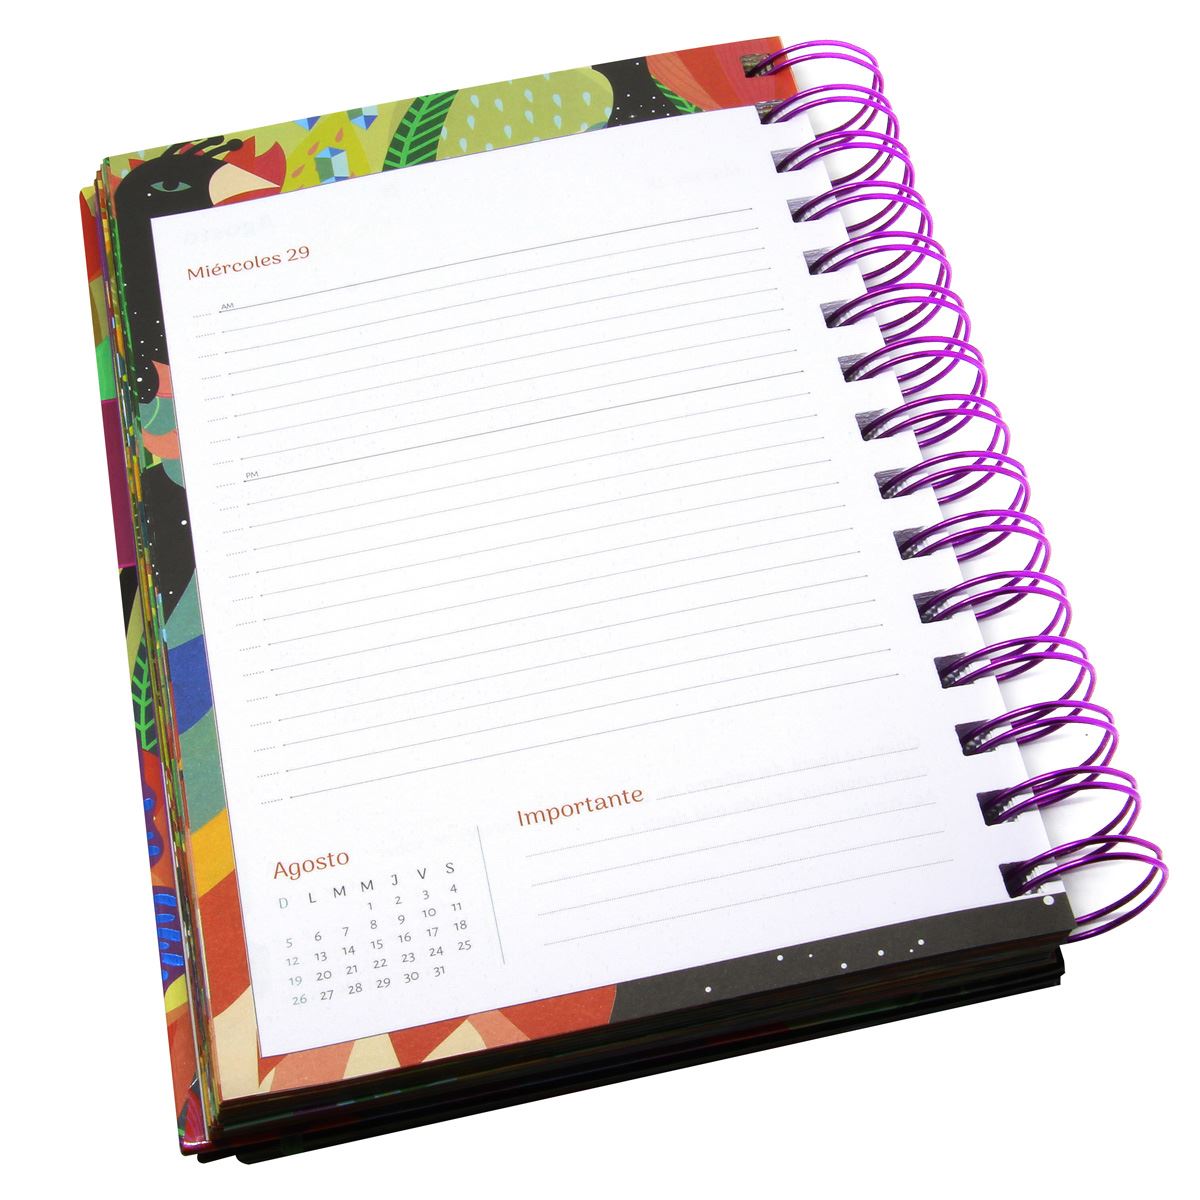 Miércoles 29
AM
PM
Importante
Agosto
D L M M J V S
1 2 3 4
5 6 7 8 9 10 11
12 13 14 15 16 17 18
19 20 21 22 23 24 25
26 27 28 29 30 31